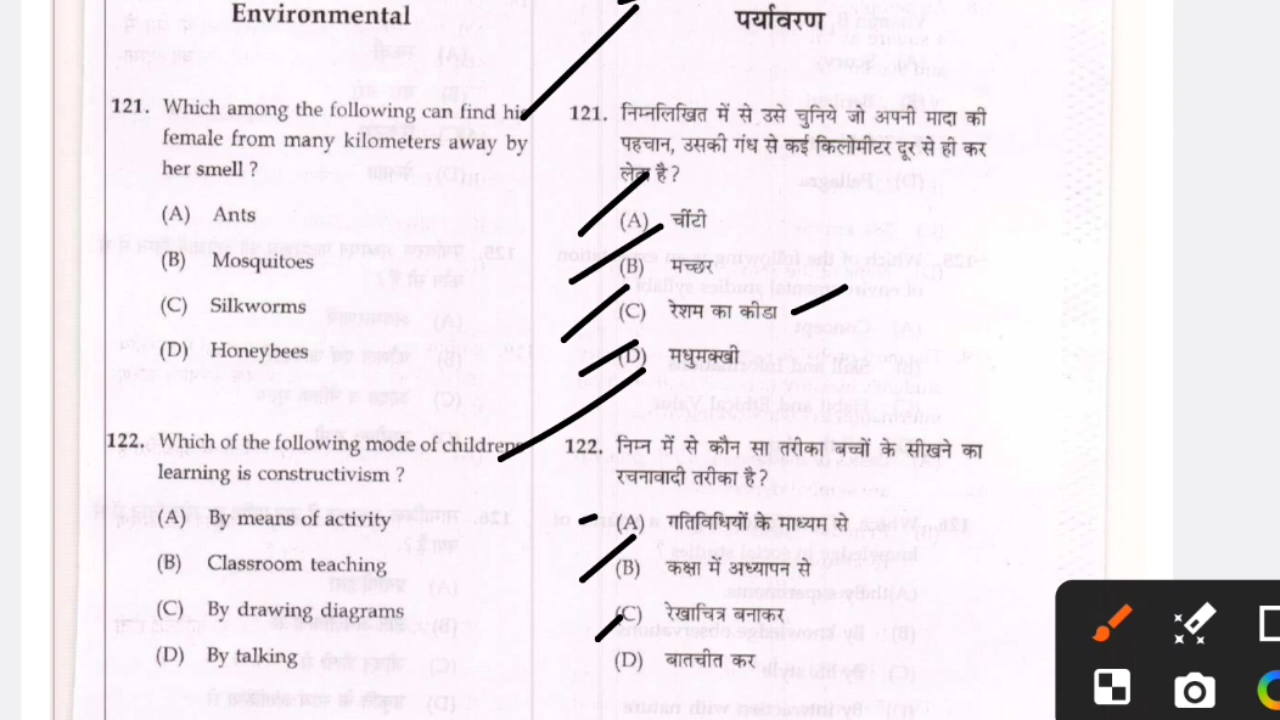 Environmental
121. Which among the following can find his
female from many kilometers away by
her smell ?
(A) Ants
(B) Mosquitoes
(C) Silkworms
(D) Honeybees
122. Which of the following mode of childrens
learning is constructivism ?
(A) By means of activity
(B) Classroom teaching
(C) By drawing diagrams
(D) By talking
पर्यावरण
121. निम्नलिखित में से उसे चुनिये जो अपनी मादा की
पहचान, उसकी गंध से कई किलोमीटर दूर से ही कर
लेता है?
(A) चींटी
(B) मच्छर
(C) रेशम का कीडा
(D) मधुमक्खी
122. निम्न में से कौन सा तरीका बच्चों के सीखने का
रचनावादी तरीका है?
(A) गतिविधियों के माध्यम से
(B) कक्षा में अध्यापन से
(C) रेखाचित्र बनाकर
(D) बातचीत कर